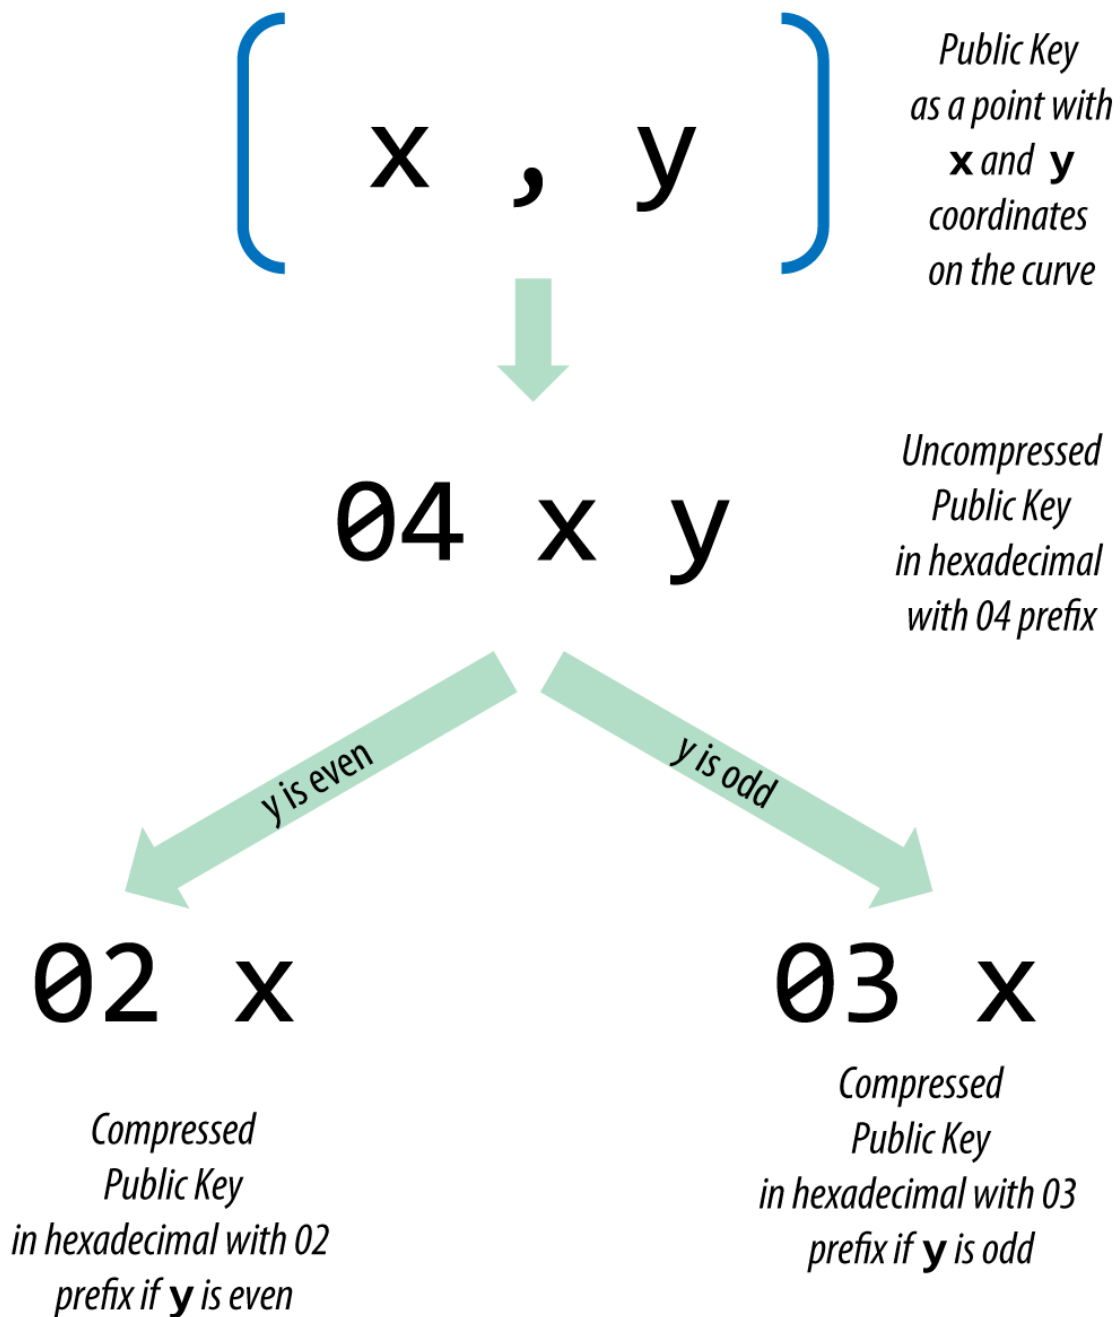 x , y
Public Key
as a point with
x and y
coordinates
on the curve
04 x y
Uncompressed
Public Key
in hexadecimal
with 04 prefix
y is even
y is odd
02 x
03 x
Compressed
Public Key
in hexadecimal with 02
prefix if y is even
Compressed
Public Key
in hexadecimal with 03
prefix if y is odd